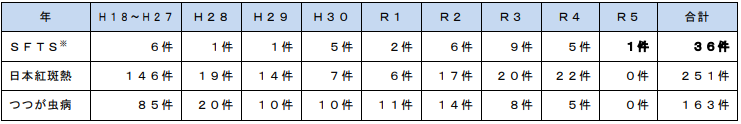 年 Ｈ１８～Ｈ２７ Ｈ２８ Ｈ２９ Ｈ３０ Ｒ１ Ｒ２ Ｒ３ Ｒ４ Ｒ５ 合計
ＳＦＴＳ※ ６件 １件 １件 ５件 ２件 ６件 ９件 ５件 １件 ３６件
日本紅斑熱 １４６件 １９件 １４件 ７件 ６件 １７件 ２０件 ２２件 ０件 ２５１件
つつが虫病 ８５件 ２０件 １０件 １０件 １１件 １４件 ８件 ５件 ０件 １６３件